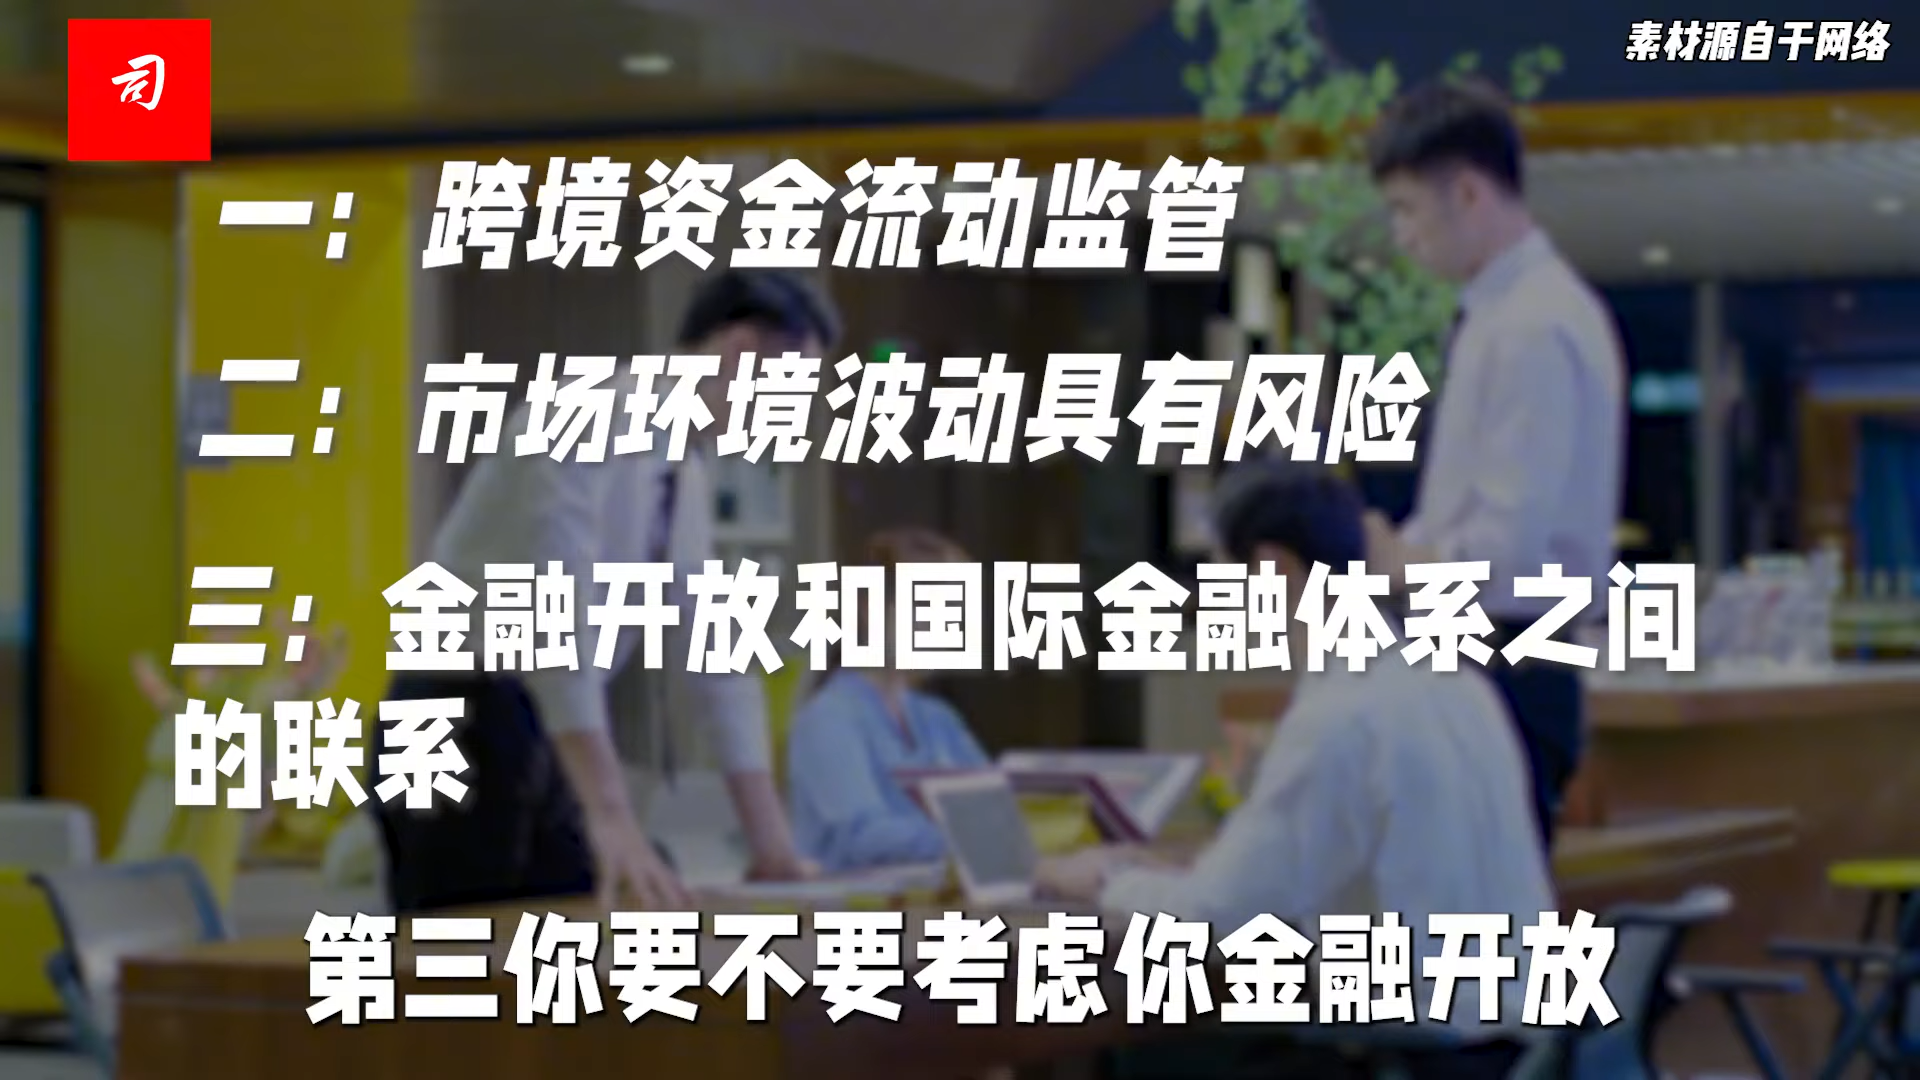 司
素材源自于网络
一：跨境资金流动监管
二：市场环境波动具有风险
三：金融开放和国际金融体系之间
的联系
第三你要不要考虑你金融开放